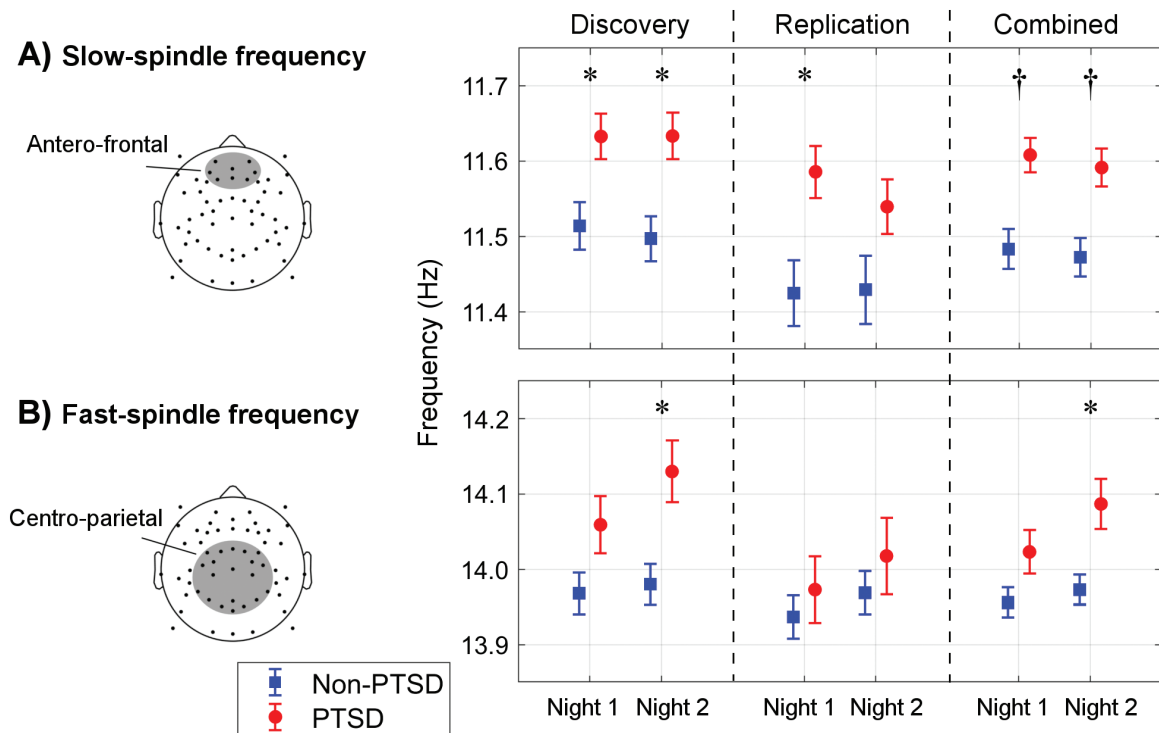 Discovery Replication Combined
A) Slow-spindle frequency
Antero-frontal
* * * † †
11.7
11.6
11.5
11.4
Frequency (Hz)
B) Fast-spindle frequency
Centro-parietal
* *
14.2
14.1
14.0
13.9
Non-PTSD
PTSD
Night 1 Night 2 Night 1 Night 2 Night 1 Night 2